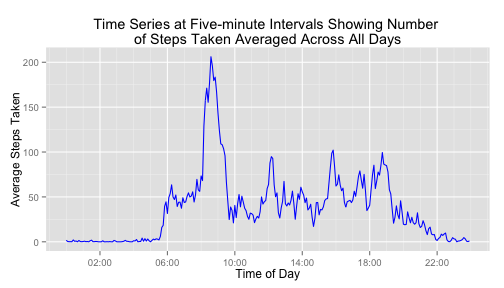 Time Series at Five-minute Intervals Showing Number
of Steps Taken Averaged Across All Days
Average Steps Taken
200
150
100
50
0
02:00 06:00 10:00 14:00 18:00 22:00
Time of Day